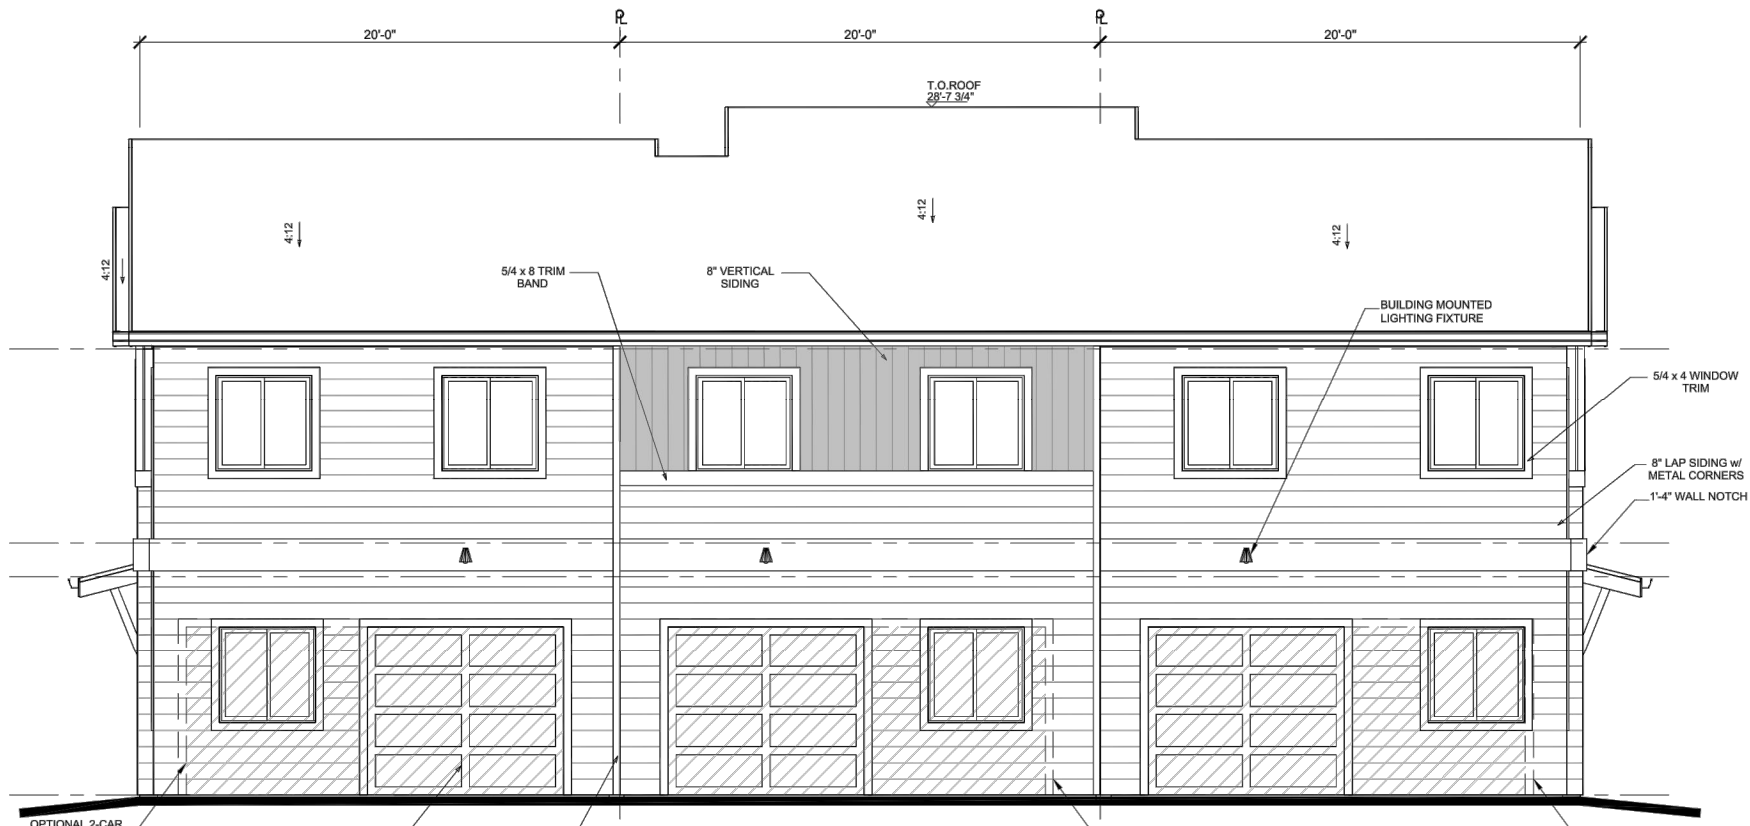 ℄ ℄
20'-0" 20'-0" 20'-0"
T.O.ROOF
28'-7 3/4"
4:12
4:12
4:12
4:12
5/4 x 8 TRIM
BAND
8" VERTICAL
SIDING
BUILDING MOUNTED
LIGHTING FIXTURE
5/4 x 4 WINDOW
TRIM
8" LAP SIDING w/
METAL CORNERS
1'-4" WALL NOTCH
OPTIONAL 2-CAR